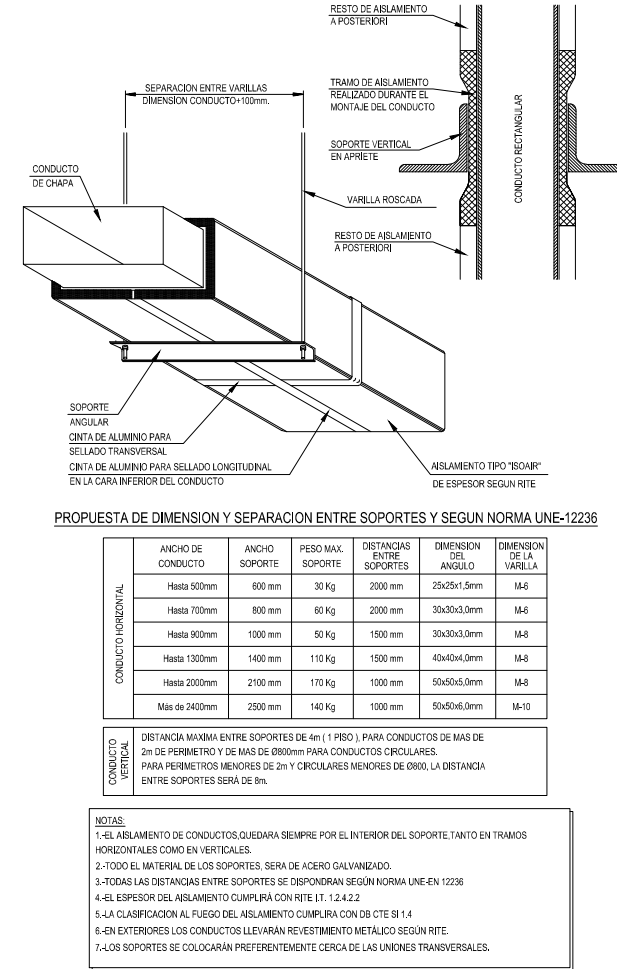 RESTO DE AISLAMIENTO
A POSTERIORI
SEPARACION ENTRE VARILLAS
DIMENSION CONDUCTO+100mm.
TRAMO DE AISLAMIENTO
REALIZADO DURANTE EL
MONTAJE DEL CONDUCTO
SOPORTE VERTICAL
EN APRIETE
CONDUCTO RECTANGULAR
CONDUCTO
DE CHAPA
VARILLA ROSCADA
RESTO DE AISLAMIENTO
A POSTERIORI
SOPORTE
ANGULAR
CINTA DE ALUMINIO PARA
SELLADO TRANSVERSAL
CINTA DE ALUMINIO PARA SELLADO LONGITUDINAL
EN LA CARA INFERIOR DEL CONDUCTO
AISLAMIENTO TIPO "ISOAIR"
DE ESPESOR SEGUN RITE
PROPUESTA DE DIMENSION Y SEPARACION ENTRE SOPORTES Y SEGUN NORMA UNE-12236
CONDUCTO HORIZONTAL
ANCHO DE CONDUCTO ANCHO SOPORTE PESO MAX. SOPORTE DISTANCIAS ENTRE SOPORTES DIMENSION DEL ANGULO DIMENSION DE LA VARILLA
Hasta 500mm 600 mm 30 Kg 2000 mm 25x25x1,5mm M-6
Hasta 700mm 800 mm 60 Kg 2000 mm 30x30x3,0mm M-6
Hasta 900mm 1000 mm 50 Kg 1500 mm 30x30x3,0mm M-8
Hasta 1300mm 1400 mm 110 Kg 1500 mm 40x40x4,0mm M-8
Hasta 2000mm 2100 mm 170 Kg 1000 mm 50x50x5,0mm M-8
Más de 2400mm 2500 mm 140 Kg 1000 mm 50x50x6,0mm M-10
CONDUCTO
VERTICAL
DISTANCIA MAXIMA ENTRE SOPORTES DE 4m ( 1 PISO ), PARA CONDUCTOS DE MAS DE
2m DE PERIMETRO Y DE MAS DE Ø800mm PARA CONDUCTOS CIRCULARES.
PARA PERIMETROS MENORES DE 2m Y CIRCULARES MENORES DE Ø800, LA DISTANCIA
ENTRE SOPORTES SERÁ DE 8m.
NOTAS:
1.-EL AISLAMIENTO DE CONDUCTOS,QUEDARA SIEMPRE POR EL INTERIOR DEL SOPORTE,TANTO EN TRAMOS
HORIZONTALES COMO EN VERTICALES.
2.-TODO EL MATERIAL DE LOS SOPORTES, SERA DE ACERO GALVANIZADO.
3.-TODAS LAS DISTANCIAS ENTRE SOPORTES SE DISPONDRAN SEGÚN NORMA UNE-EN 12236
4.-EL ESPESOR DEL AISLAMIENTO CUMPLIRÁ CON RITE I.T. 1.2.4.2.2
5.-LA CLASIFICACION AL FUEGO DEL AISLAMIENTO CUMPLIRA CON DB CTE SI 1.4
6.-EN EXTERIORES LOS CONDUCTOS LLEVARÁN REVESTIMIENTO METÁLICO SEGÚN RITE.
7.-LOS SOPORTES SE COLOCARÁN PREFERENTEMENTE CERCA DE LAS UNIONES TRANSVERSALES.